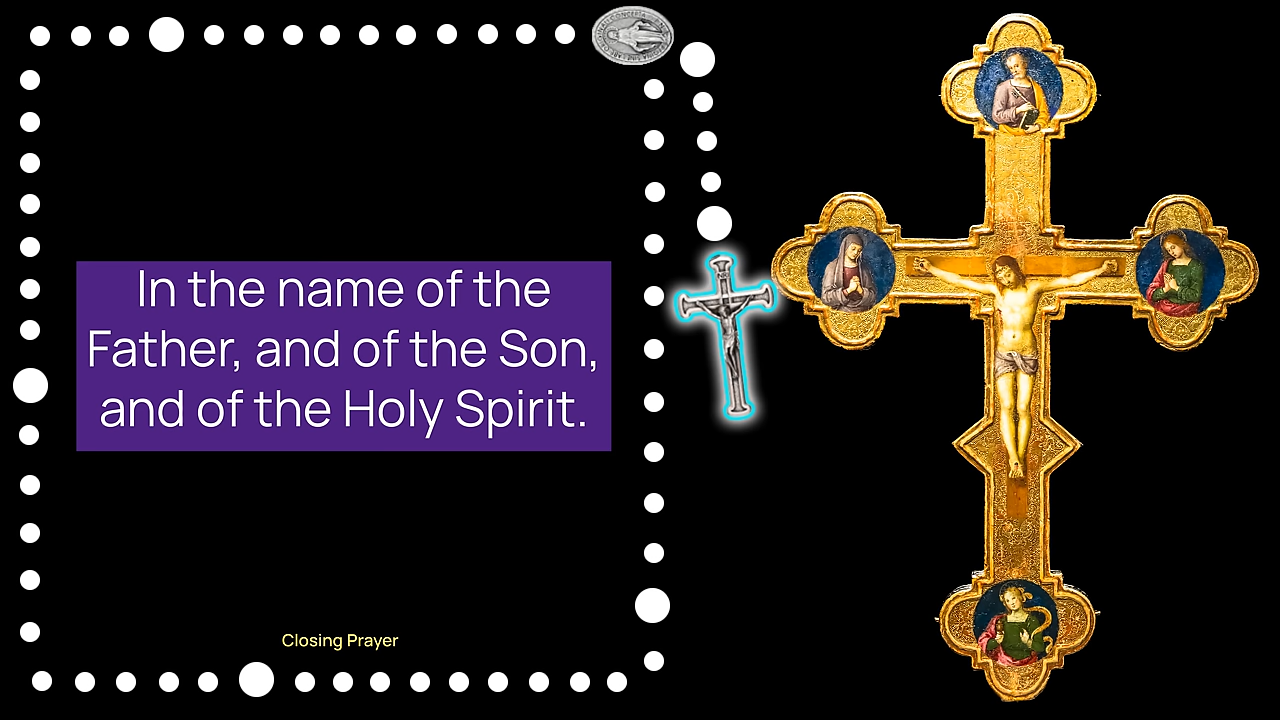 In the name of the
Father, and of the Son,
and of the Holy Spirit.
Closing Prayer